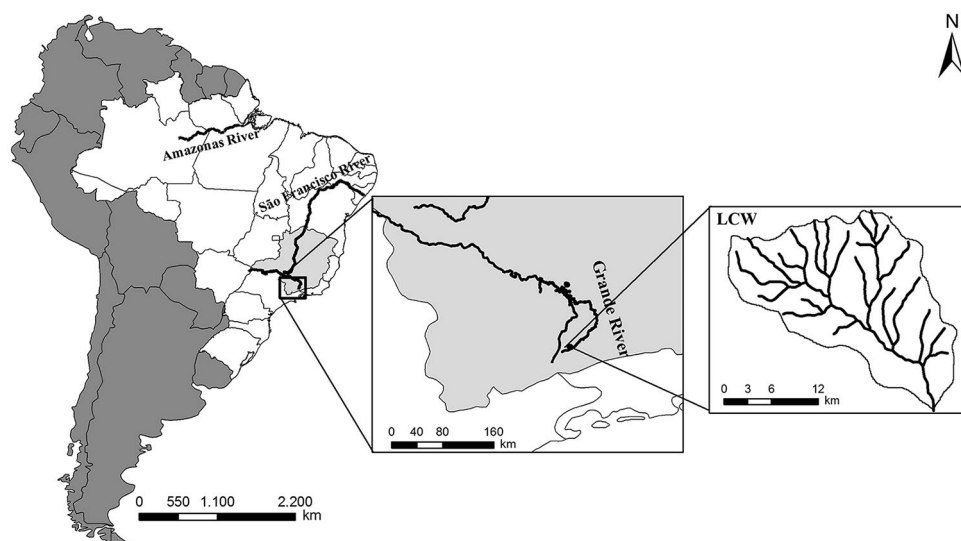 N
Amazonas River
São Francisco River
LCW
Grande River
0 3 6 12
km
0 40 80 160
km
0 550 1.100 2.200
km